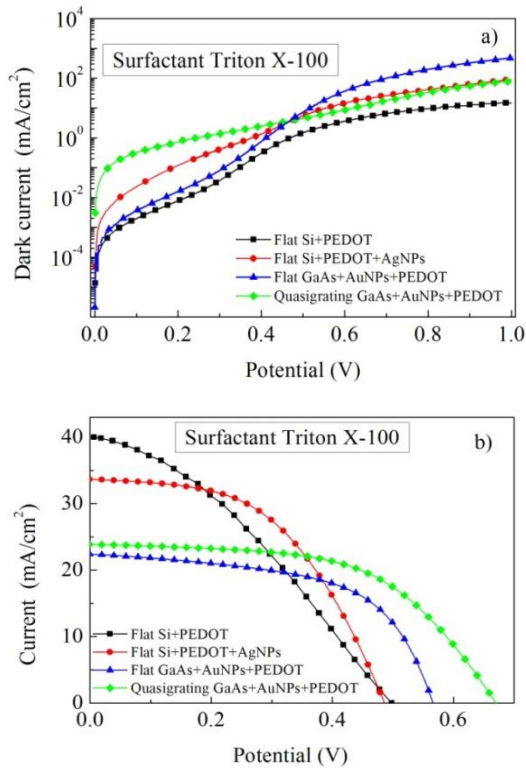 a)
Surfactant Triton X-100
10^4
10^2
10^0
10^-2
10^-4
Dark current (mA/cm²)
Flat Si+PEDOT
Flat Si+PEDOT+AgNPs
Flat GaAs+AuNPs+PEDOT
Quasigrating GaAs+AuNPs+PEDOT
0.0 0.2 0.4 0.6 0.8 1.0
Potential (V)
Surfactant Triton X-100
b)
40
30
20
10
0
Current (mA/cm²)
Flat Si+PEDOT
Flat Si+PEDOT+AgNPs
Flat GaAs+AuNPs+PEDOT
Quasigrating GaAs+AuNPs+PEDOT
0.0 0.2 0.4 0.6
Potential (V)